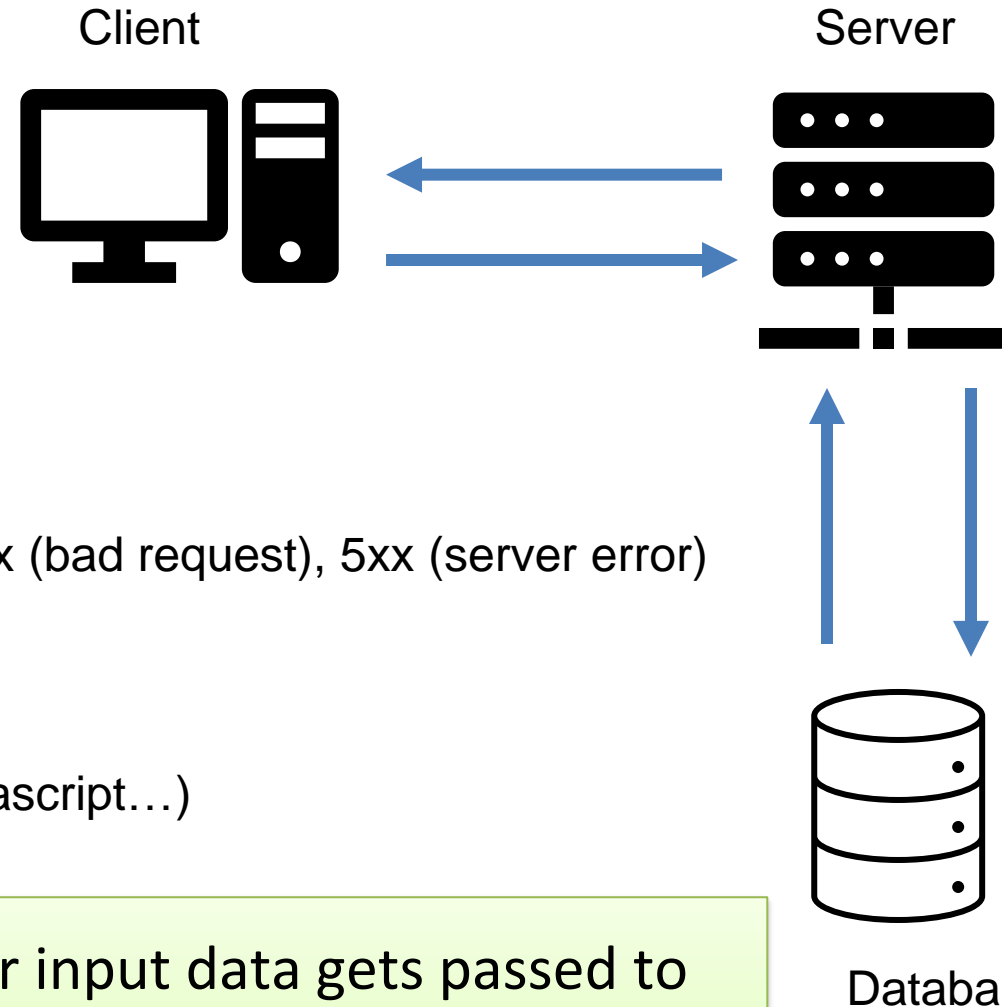 Client
Server
x (bad request), 5xx (server error)
ascript…)
r input data gets passed to
Databa